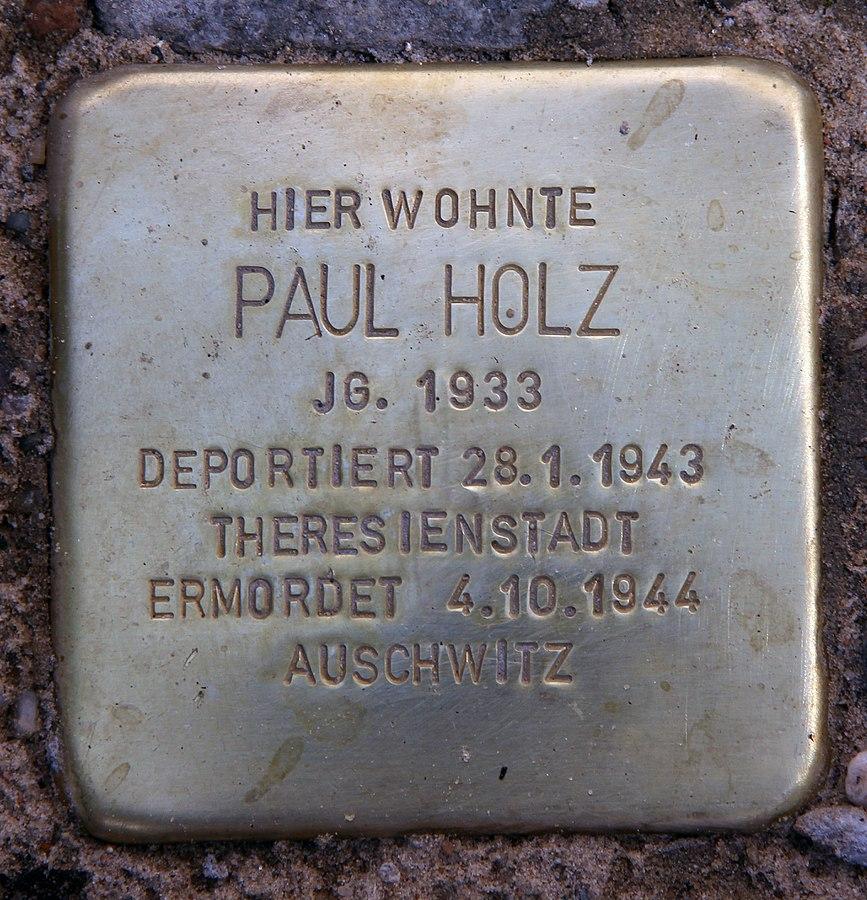 HIER WOHNTE
PAUL HOLZ
JG. 1933
DEPORTIERT 28.1.1943
THERESIENSTADT
ERMORDET 4.10.1944
AUSCHWITZ